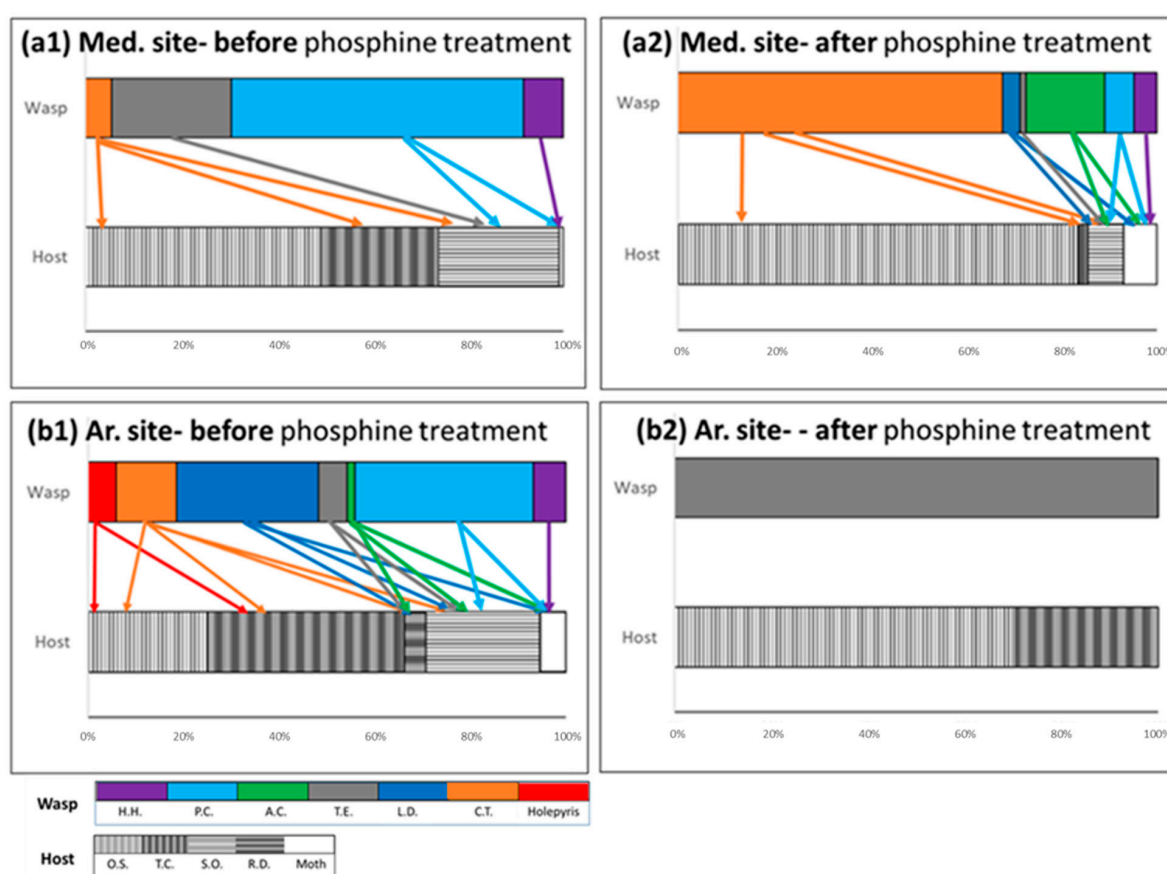 (a1) Med. site- before phosphine treatment
Wasp
Host
0% 20% 40% 60% 80% 100%
(a2) Med. site- after phosphine treatment
Wasp
Host
0% 20% 40% 60% 80% 100%
(b1) Ar. site- before phosphine treatment
Wasp
Host
0% 20% 40% 60% 80% 100%
(b2) Ar. site- - after phosphine treatment
Wasp
Host
0% 20% 40% 60% 80% 100%
Wasp
H.H. P.C. A.C. T.E. L.D. C.T. Holepyris
Host
O.S. T.C. S.O. R.D. Moth